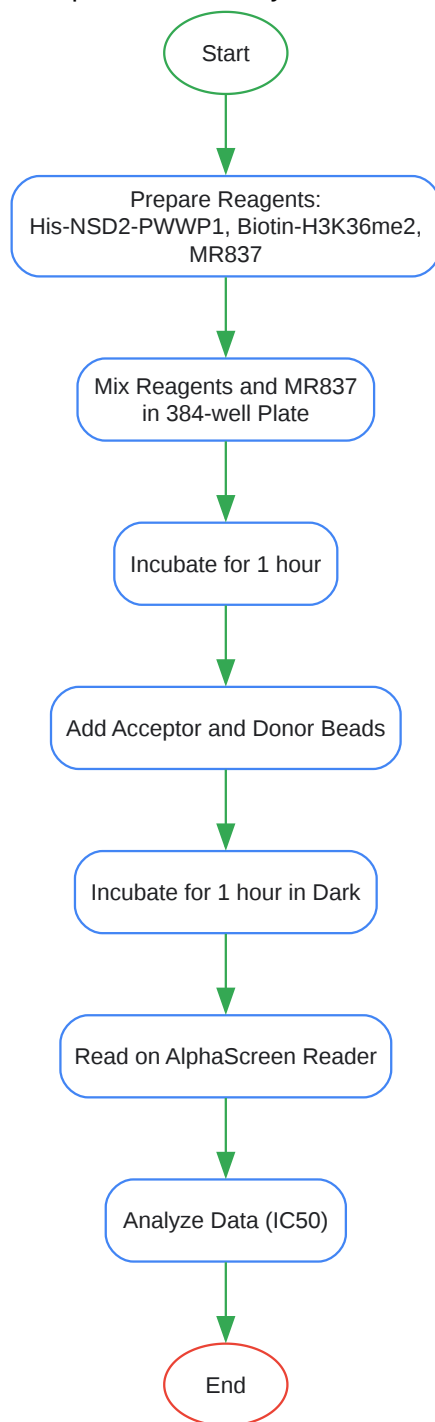 Start
Prepare Reagents:
His-NSD2-PWWP1, Biotin-H3K36me2,
MR837
Mix Reagents and MR837
in 384-well Plate
Incubate for 1 hour
Add Acceptor and Donor Beads
Incubate for 1 hour in Dark
Read on AlphaScreen Reader
Analyze Data (IC50)
End